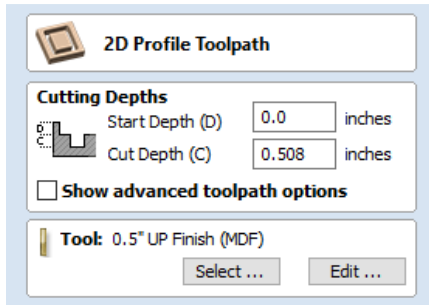 2D Profile Toolpath
Cutting Depths
D
Start Depth (D) 0.0 inches
C
Cut Depth (C) 0.508 inches
Show advanced toolpath options
Tool: 0.5" UP Finish (MDF)
Select ... Edit ...